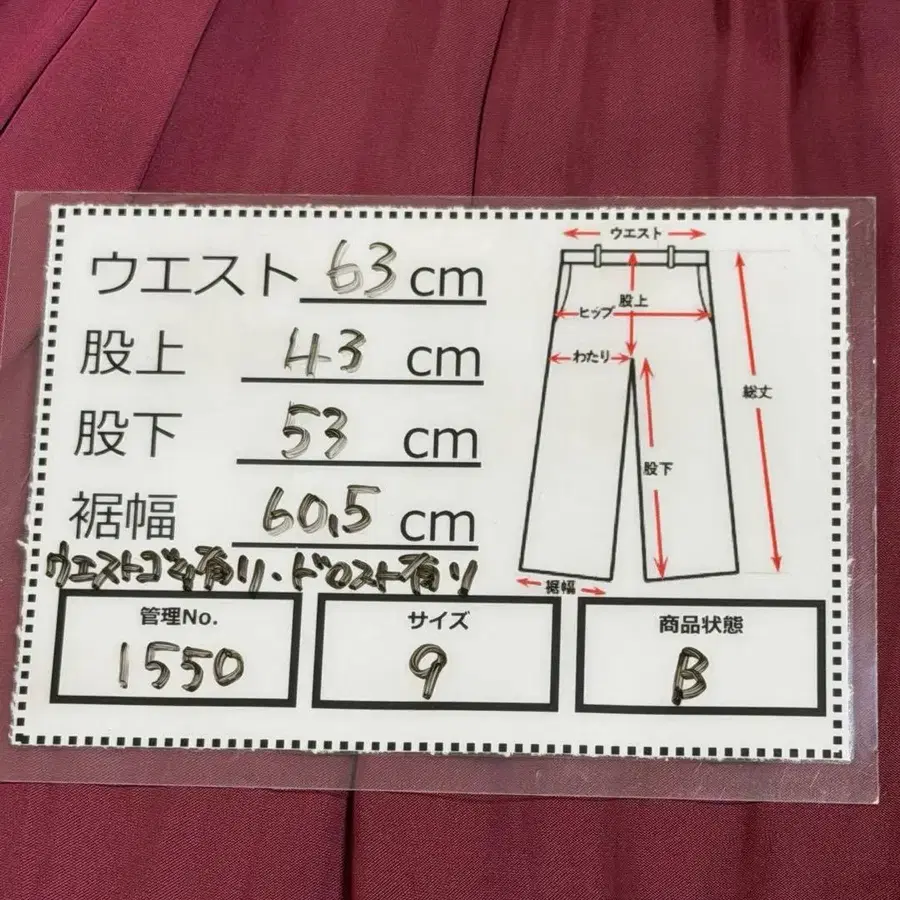 ウエスト 63 cm
股上 43 cm
股下 53 cm
裾幅 60.5 cm
ウエストゴム有り・ドロスト有り
管理No.
1550
サイズ
9
商品状態
B
ウエスト
股上
ヒップ
わたり
総丈
股下
裾幅